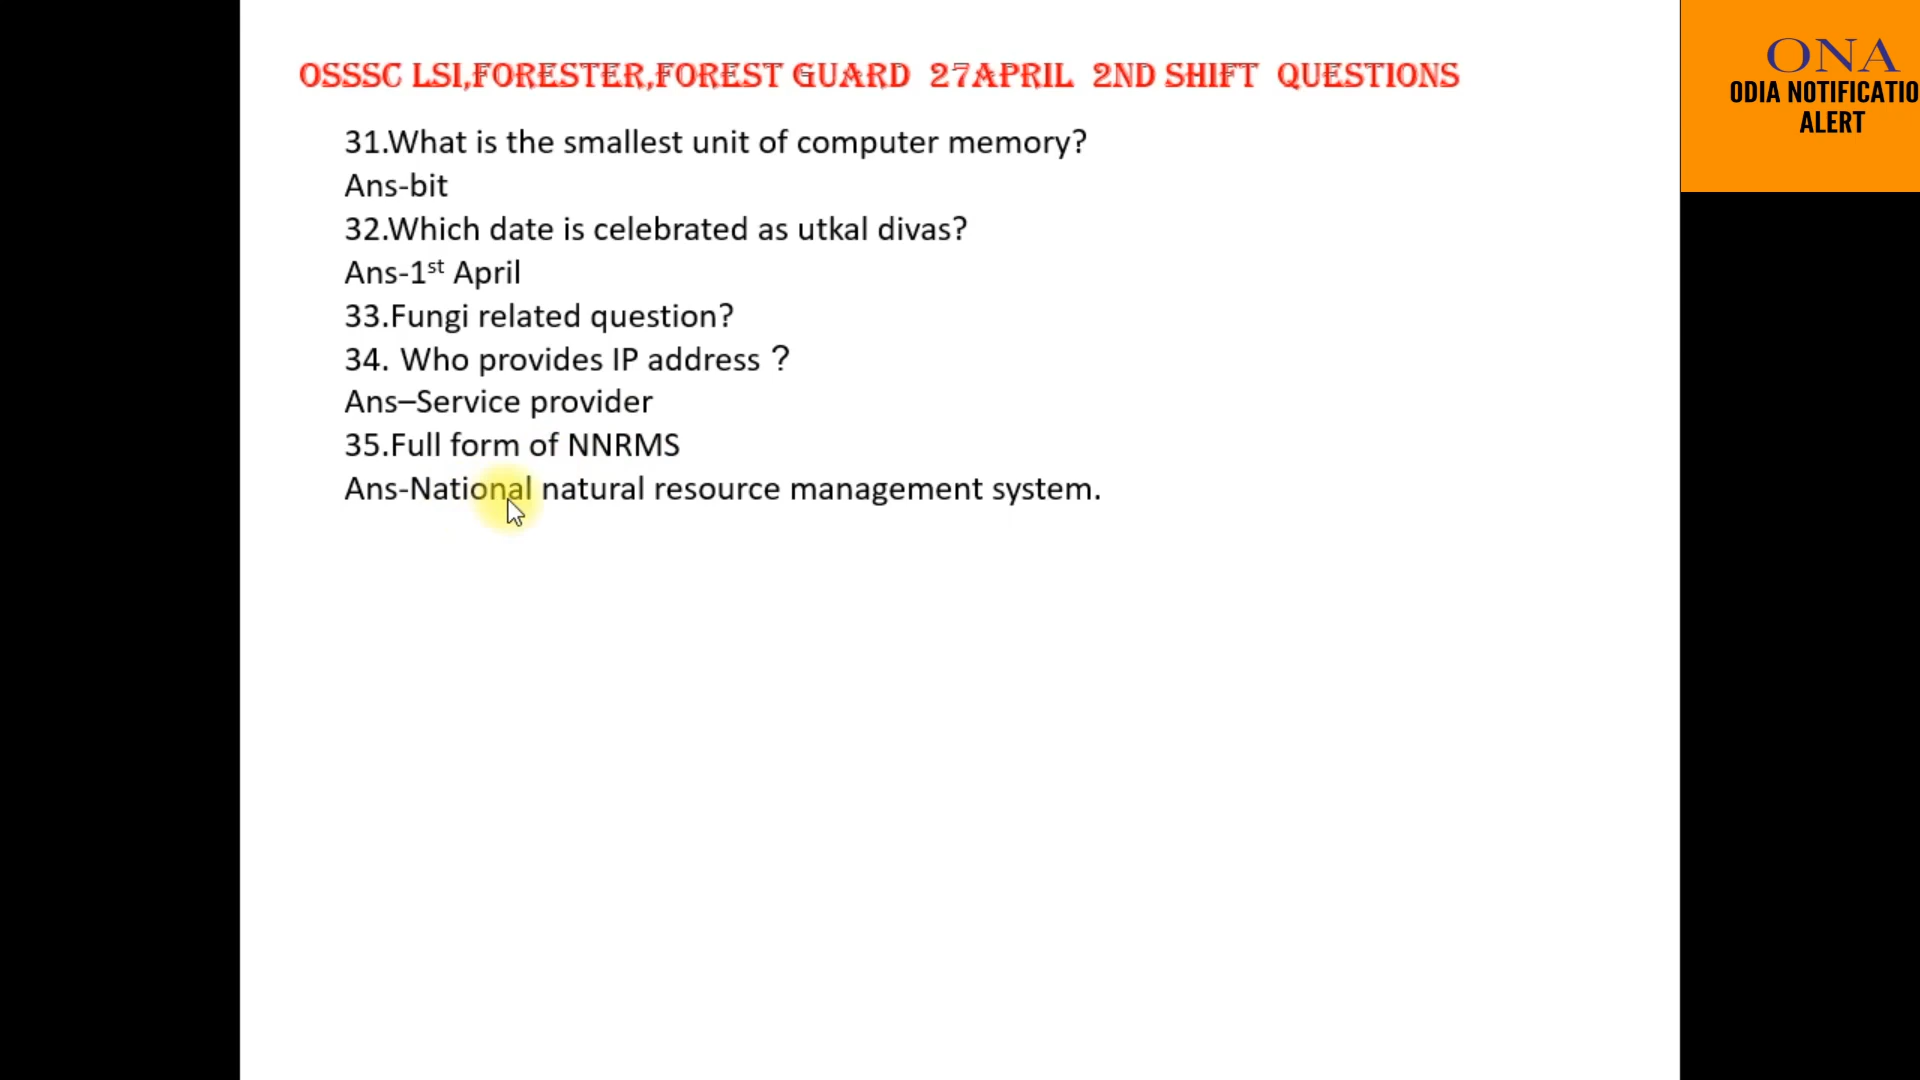 OSSSC LSI,FORESTER,FOREST GUARD 27APRIL 2ND SHIFT QUESTIONS
31.What is the smallest unit of computer memory?
Ans-bit
32.Which date is celebrated as utkal divas?
Ans-1st April
33.Fungi related question?
34. Who provides IP address ?
Ans–Service provider
35.Full form of NNRMS
Ans-National natural resource management system.
ONA
ODIA NOTIFICATIO
ALERT